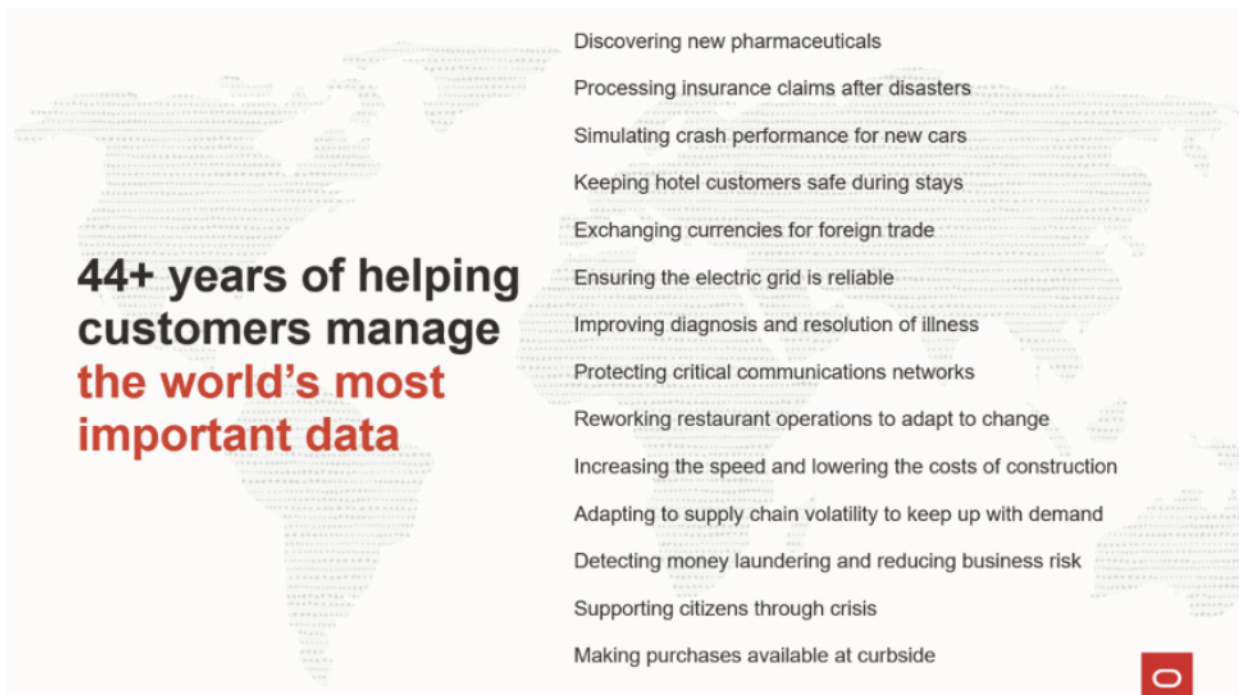 44+ years of helping
customers manage
the world's most
important data
Discovering new pharmaceuticals
Processing insurance claims after disasters
Simulating crash performance for new cars
Keeping hotel customers safe during stays
Exchanging currencies for foreign trade
Ensuring the electric grid is reliable
Improving diagnosis and resolution of illness
Protecting critical communications networks
Reworking restaurant operations to adapt to change
Increasing the speed and lowering the costs of construction
Adapting to supply chain volatility to keep up with demand
Detecting money laundering and reducing business risk
Supporting citizens through crisis
Making purchases available at curbside